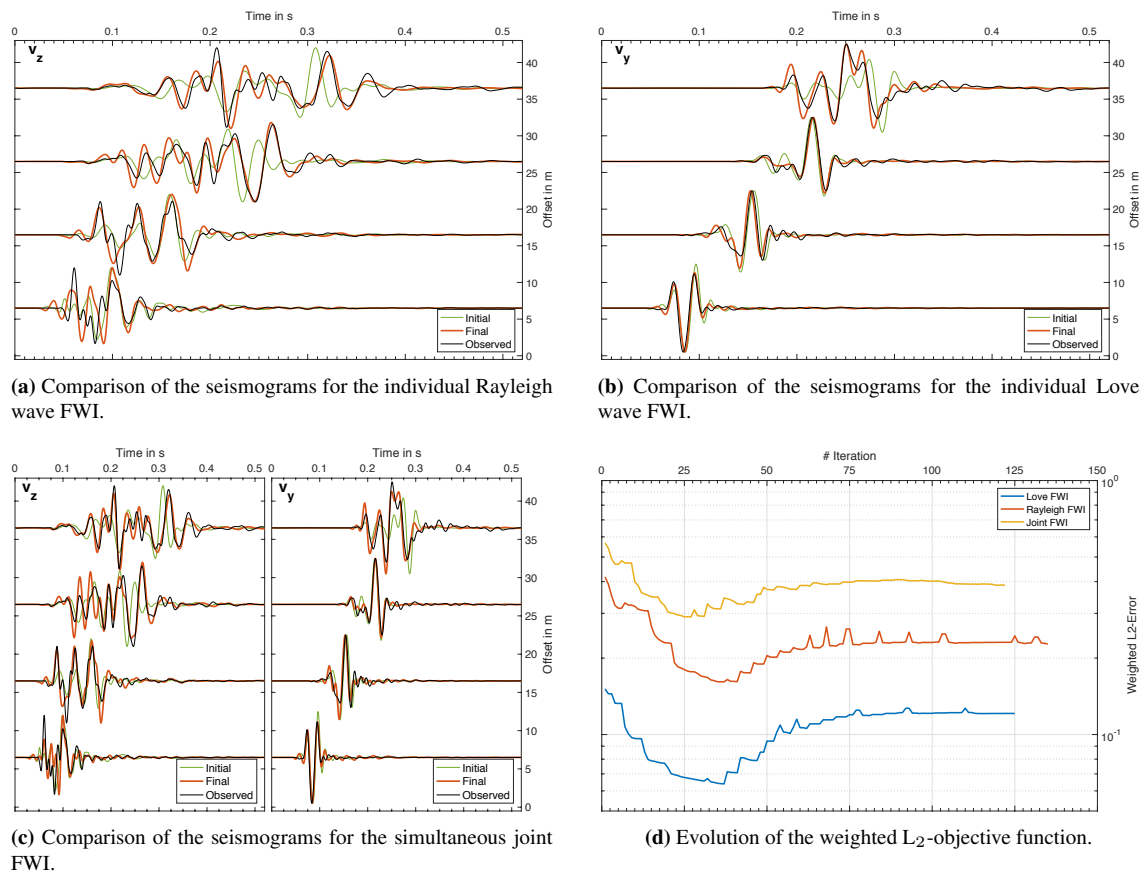 Time in s
0 0.1 0.2 0.3 0.4 0.5
v_z
40
35
30
25
20
15
10
5
0
Offset in m
Initial
Final
Observed
(a) Comparison of the seismograms for the individual Rayleigh
wave FWI.
Time in s
0 0.1 0.2 0.3 0.4 0.5
v_y
40
35
30
25
20
15
10
5
0
Offset in m
Initial
Final
Observed
(b) Comparison of the seismograms for the individual Love
wave FWI.
Time in s
0 0.1 0.2 0.3 0.4 0.5
v_z
Initial
Final
Observed
Time in s
0 0.1 0.2 0.3 0.4 0.5
v_y
40
35
30
25
20
15
10
5
0
Offset in m
Initial
Final
Observed
(c) Comparison of the seismograms for the simultaneous joint
FWI.
# Iteration
0 25 50 75 100 125 150
10^0
10^-1
Weighted L2-Error
Love FWI
Rayleigh FWI
Joint FWI
(d) Evolution of the weighted L₂-objective function.